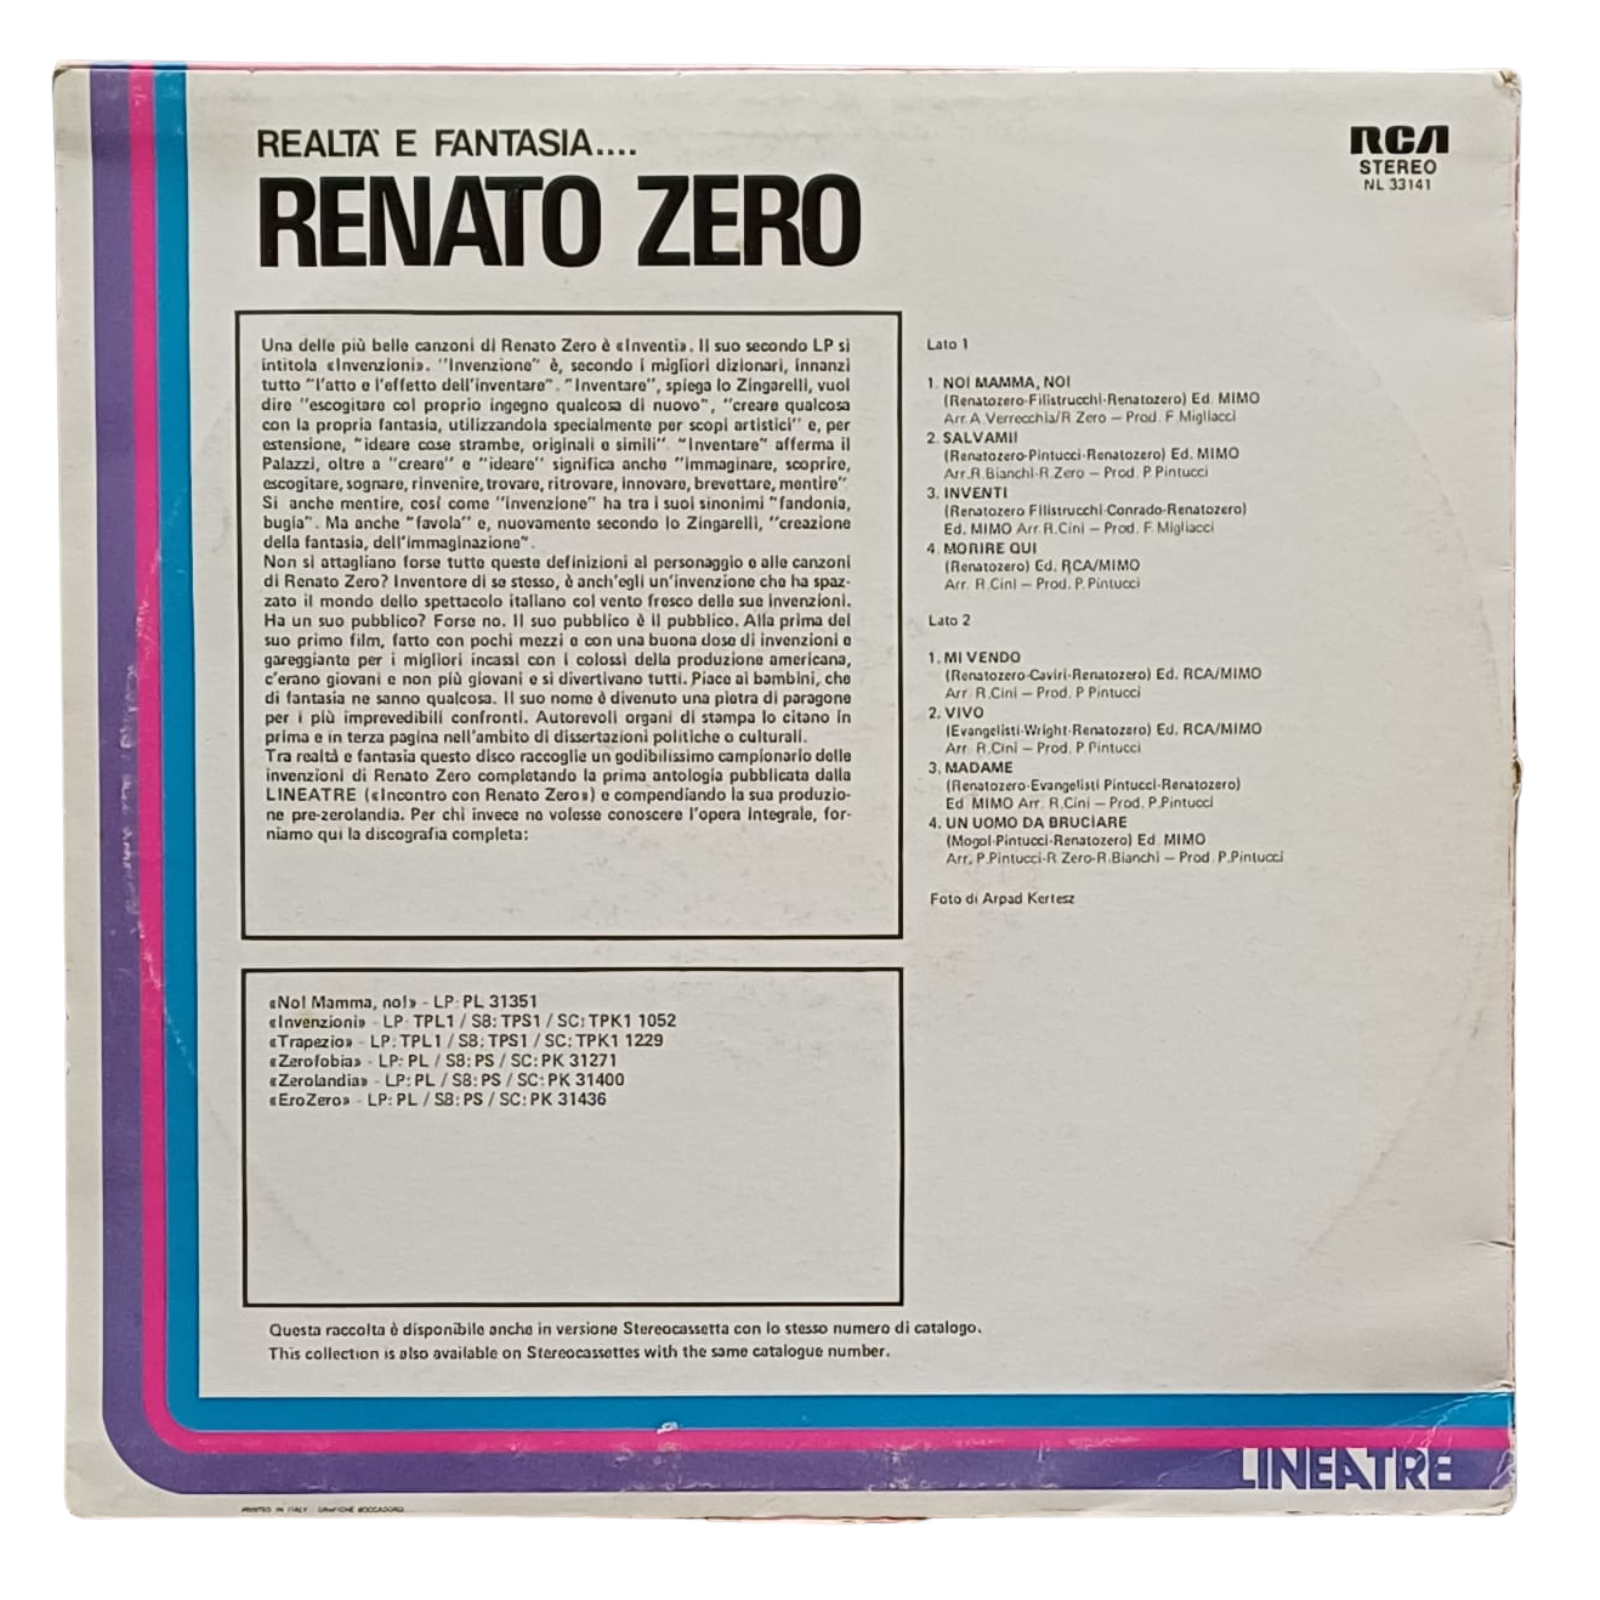 REALTA' E FANTASIA....
RENATO ZERO
RCA
STEREO
NL 33141
Una delle più belle canzoni di Renato Zero è «Inventi». Il suo secondo LP si
intitola «Invenzioni». "Invenzione" è, secondo i migliori dizionari, innanzi
tutto "l'atto e l'effetto dell'inventare". "Inventare", spiega lo Zingarelli, vuol
dire "escogitare col proprio ingegno qualcosa di nuovo", "creare qualcosa
con la propria fantasia, utilizzandola specialmente per scopi artistici" e, per
estensione, "ideare cose strambe, originali e simili". "Inventare" afferma il
Palazzi, oltre a "creare" e "ideare" significa anche "immaginare, scoprire,
escogitare, sognare, rinvenire, trovare, ritrovare, innovare, brevettare, mentire".
Si anche mentire, così come "invenzione" ha tra i suoi sinonimi "fandonia,
bugia". Ma anche "favola" e, nuovamente secondo lo Zingarelli, "creazione
della fantasia, dell'immaginazione".
Non si attagliano forse tutte queste definizioni al personaggio e alle canzoni
di Renato Zero? Inventore di se stesso, è anch'egli un'invenzione che ha spaz-
zato il mondo dello spettacolo italiano col vento fresco delle sue invenzioni.
Ha un suo pubblico? Forse no. Il suo pubblico è il pubblico. Alla prima del
suo primo film, fatto con pochi mezzi e con una buona dose di invenzioni e
gareggiante per i migliori incassi con i colossi della produzione americana,
c'erano giovani e non più giovani e si divertivano tutti. Piace ai bambini, che
di fantasia ne sanno qualcosa. Il suo nome è divenuto una pietra di paragone
per i più imprevedibili confronti. Autorevoli organi di stampa lo citano in
prima e in terza pagina nell'ambito di dissertazioni politiche o culturali.
Tra realtà e fantasia questo disco raccoglie un godibilissimo campionario delle
invenzioni di Renato Zero completando la prima antologia pubblicata dalla
LINEATRE («Incontro con Renato Zero») e compendiando la sua produzio-
ne pre-zerolandia. Per chi invece ne volesse conoscere l'opera integrale, for-
niamo qui la discografia completa:
«No! Mamma, no!» - LP: PL 31351
«Invenzioni» - LP: TPL1 / S8: TPS1 / SC: TPK1 1052
«Trapezio» - LP: TPL1 / S8: TPS1 / SC: TPK1 1229
«Zerofobia» - LP: PL / S8: PS / SC: PK 31271
«Zerolandia» - LP: PL / S8: PS / SC: PK 31400
«EroZero» - LP: PL / S8: PS / SC: PK 31436
Questa raccolta è disponibile anche in versione Stereocassetta con lo stesso numero di catalogo.
This collection is also available on Stereocassettes with the same catalogue number.
Lato 1
1. NO! MAMMA, NO!
(Renatozero-Filistrucchi-Renatozero) Ed. MIMO
Arr. A. Verrecchia/R. Zero – Prod. F. Migliacci
2. SALVAMI!
(Renatozero-Pintucci-Renatozero) Ed. MIMO
Arr. R. Bianchi-R. Zero – Prod. P. Pintucci
3. INVENTI
(Renatozero Filistrucchi-Conrado-Renatozero)
Ed. MIMO Arr. R. Cini – Prod. F. Migliacci
4. MORIRE QUI
(Renatozero) Ed. RCA/MIMO
Arr. R. Cini – Prod. P. Pintucci
Lato 2
1. MI VENDO
(Renatozero-Caviri-Renatozero) Ed. RCA/MIMO
Arr. R. Cini – Prod. P. Pintucci
2. VIVO
(Evangelisti-Wright-Renatozero) Ed. RCA/MIMO
Arr. R. Cini – Prod. P. Pintucci
3. MADAME
(Renatozero-Evangelisti Pintucci-Renatozero)
Ed. MIMO Arr. R. Cini – Prod. P. Pintucci
4. UN UOMO DA BRUCIARE
(Mogol-Pintucci-Renatozero) Ed. MIMO
Arr. P. Pintucci-R. Zero-R. Bianchi – Prod. P. Pintucci
Foto di Arpad Kertesz
LINEATRE
PRINTED IN ITALY - GRAFICHE BOCCADORO